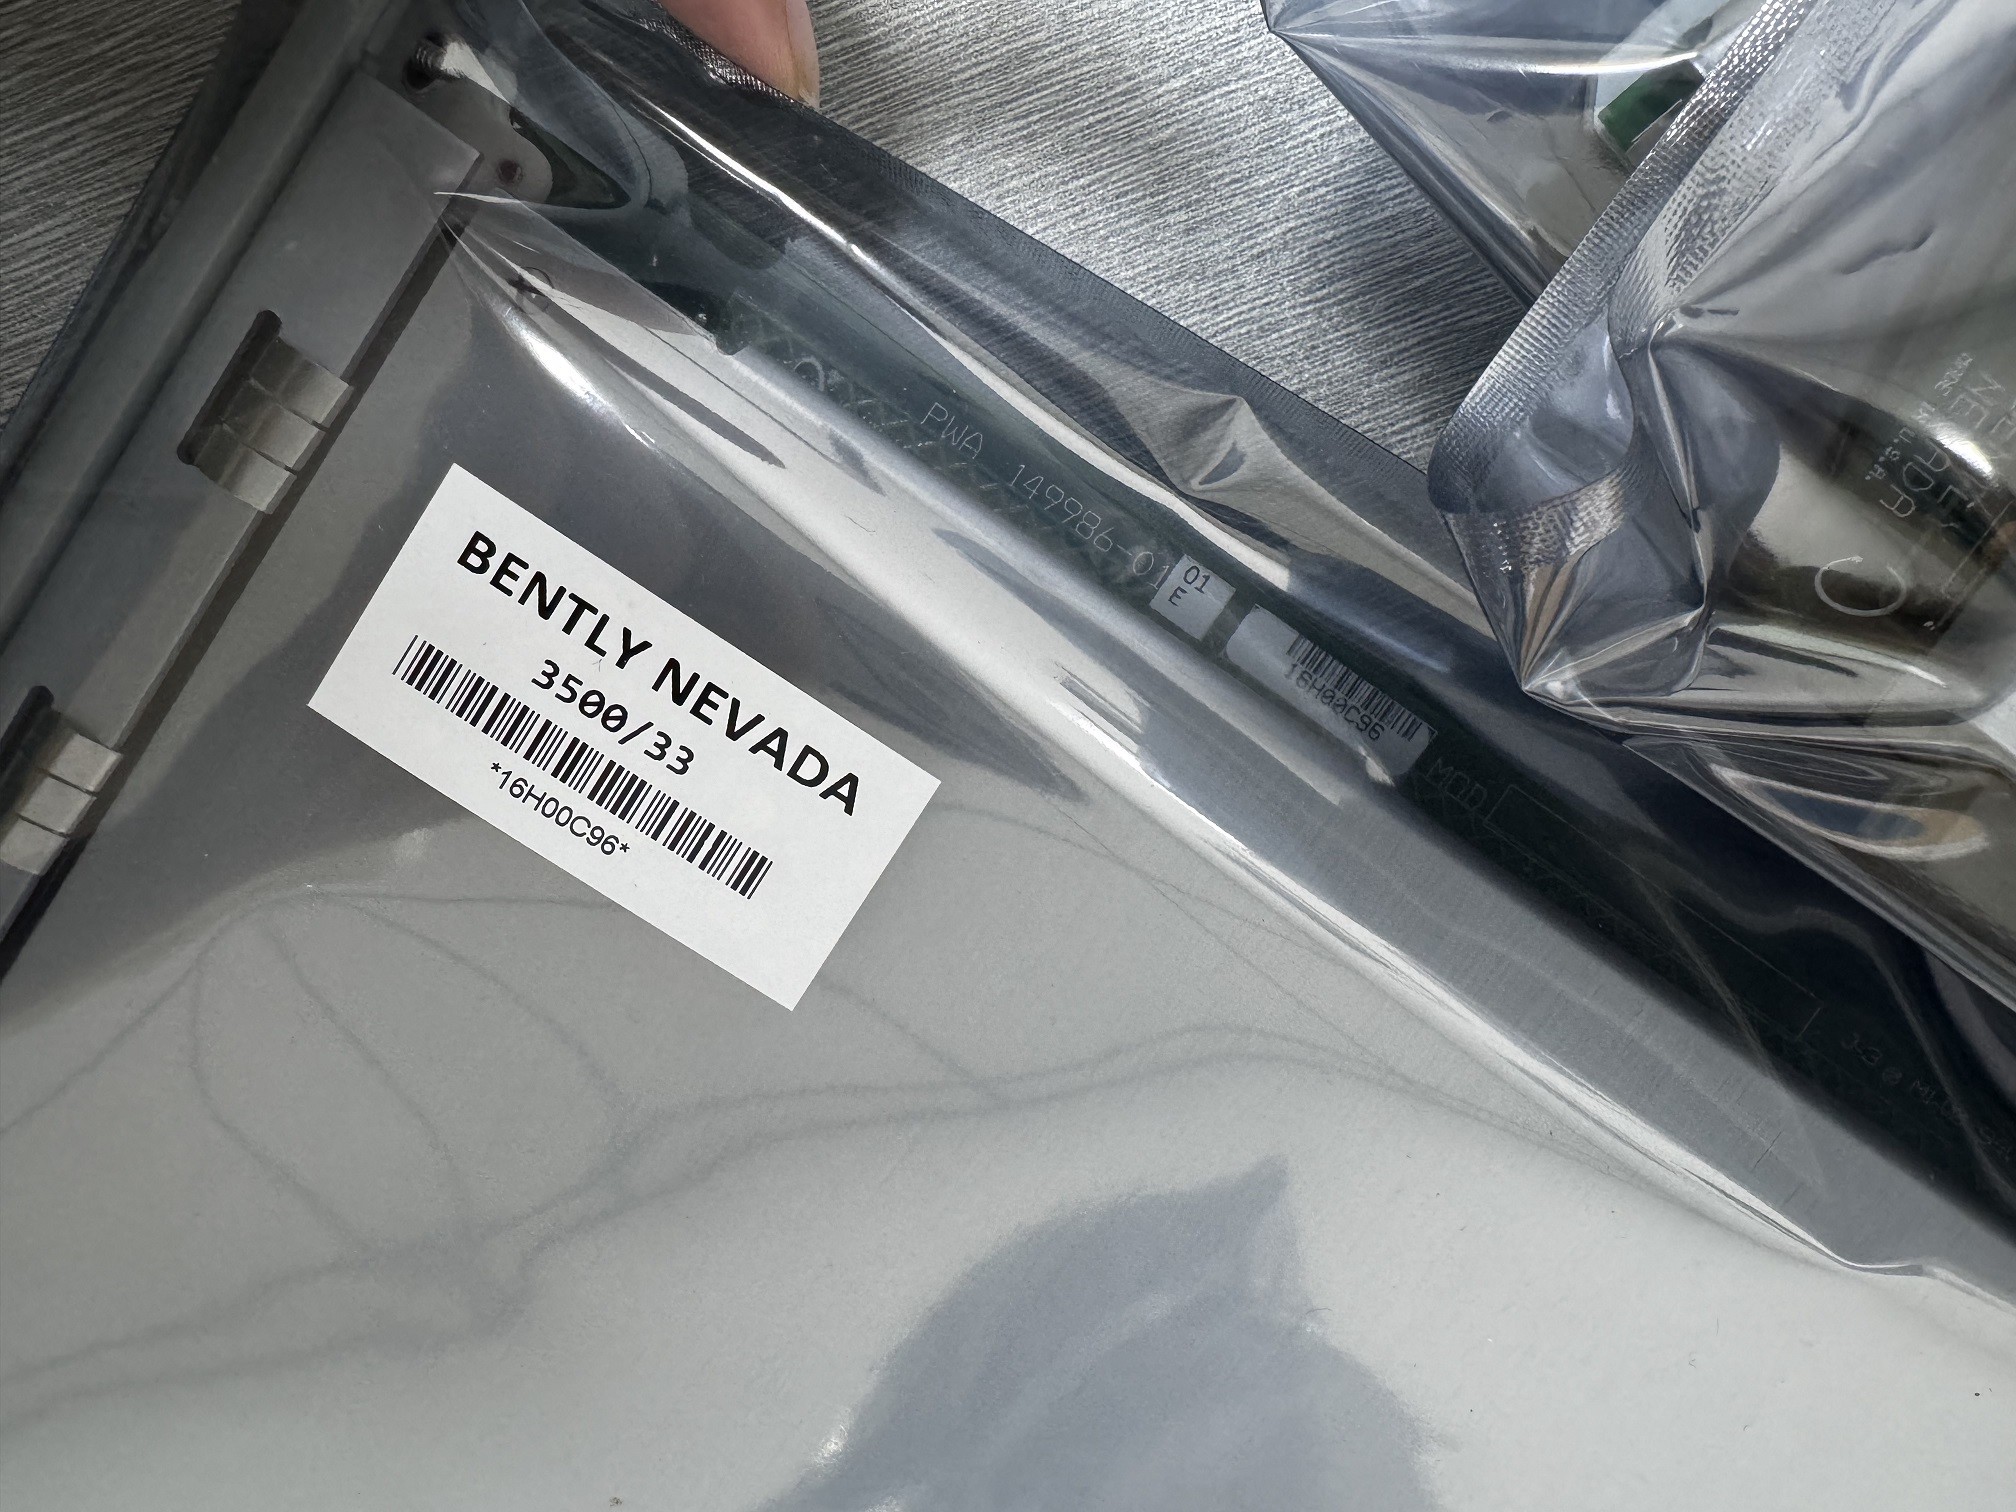 BENTLY NEVADA
3500/33
*16H00C96*
PWA 149986-01
01
E
16H00C96
MOD